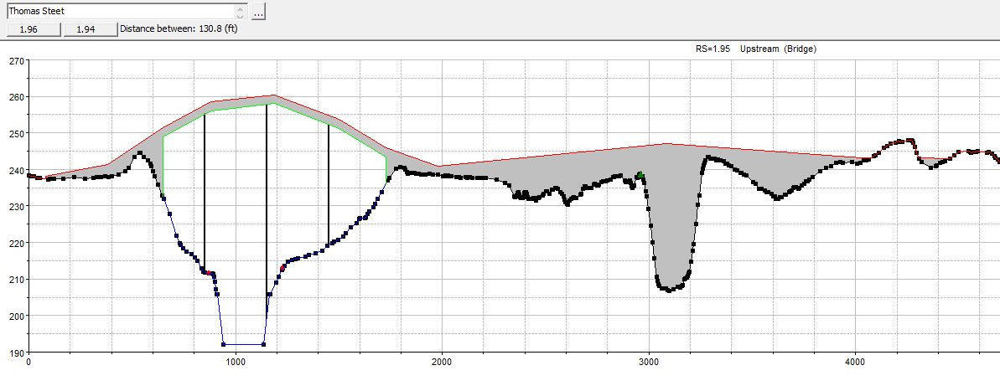 Thomas Steet
...
1.96 1.94 Distance between: 130.8 (ft)
RS=1.95 Upstream (Bridge)
270
260
250
240
230
220
210
200
190
0 1000 2000 3000 4000